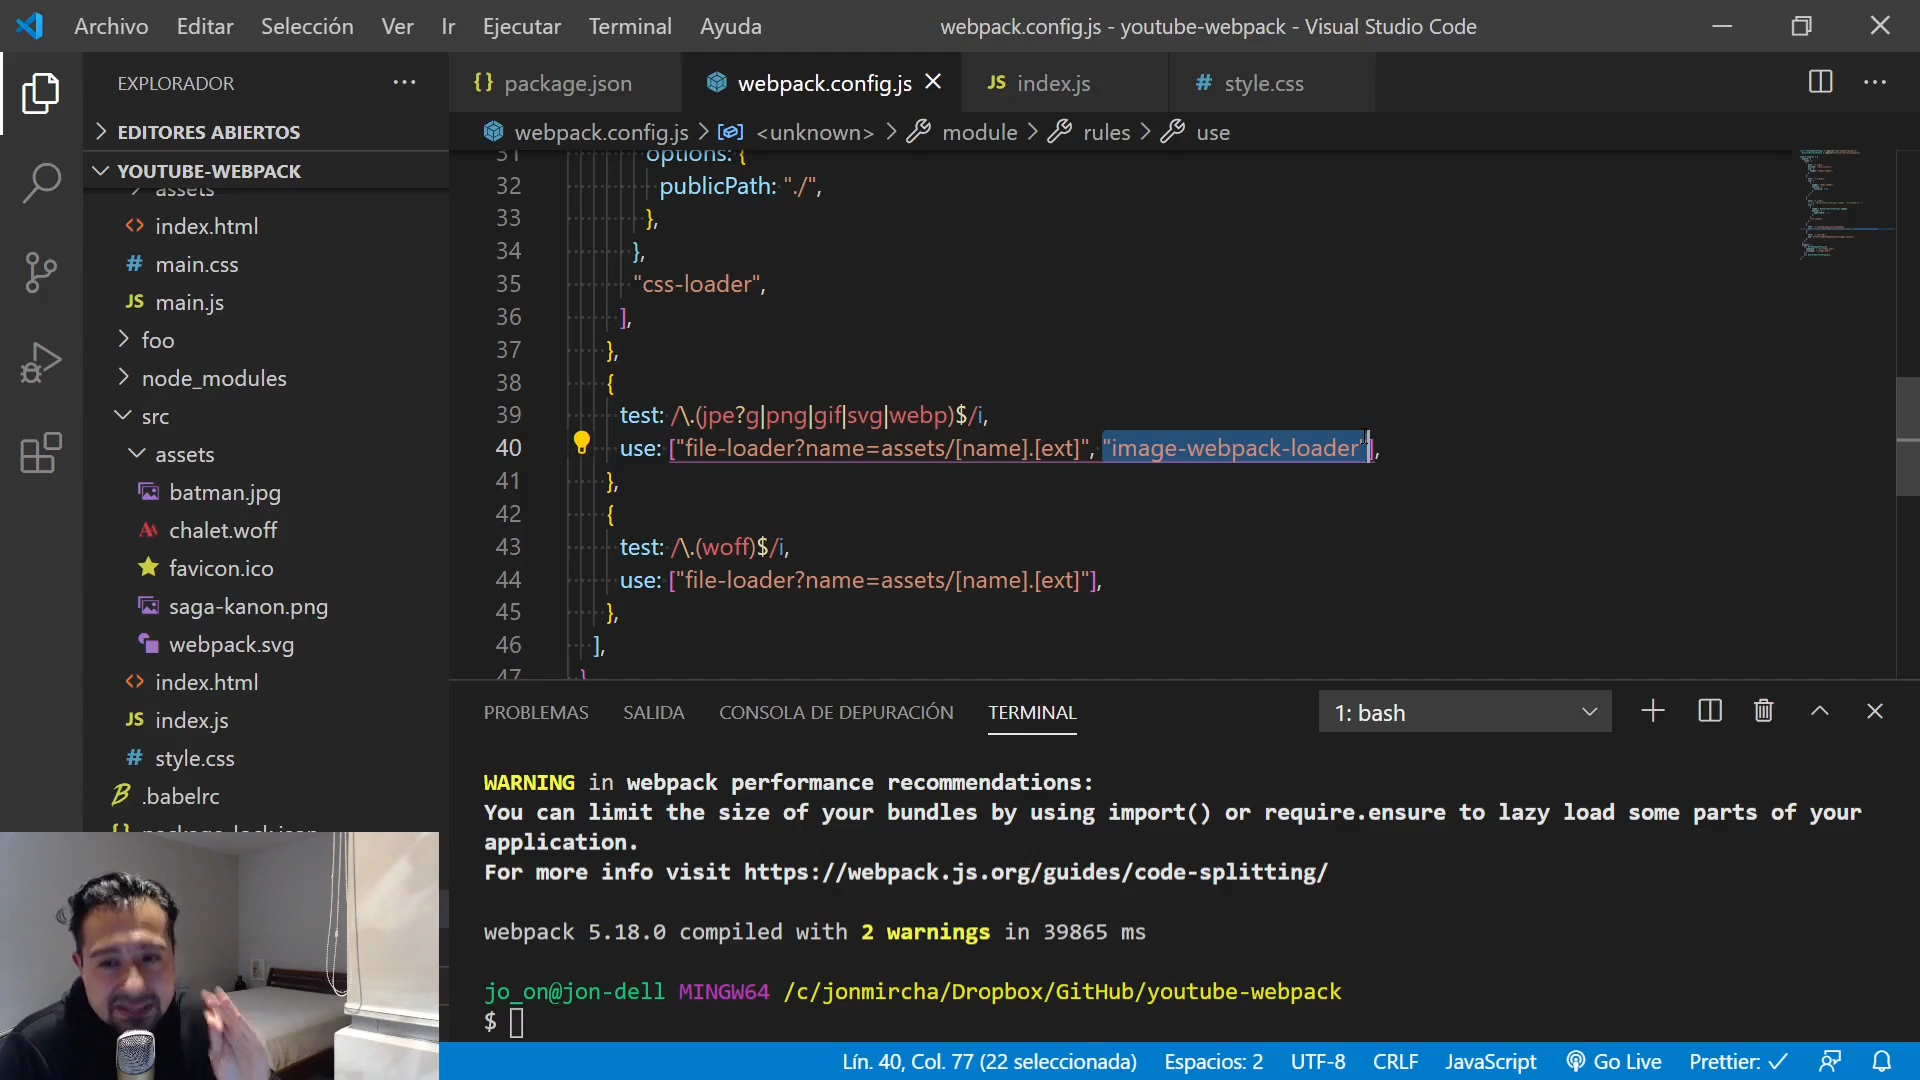 Archivo Editar Selección Ver Ir Ejecutar Terminal Ayuda
webpack.config.js - youtube-webpack - Visual Studio Code
EXPLORADOR
EDITORES ABIERTOS
YOUTUBE-WEBPACK
assets
index.html
main.css
main.js
foo
node_modules
src
assets
batman.jpg
chalet.woff
favicon.ico
saga-kanon.png
webpack.svg
index.html
index.js
style.css
.babelrc
package-lock.json
package.json
webpack.config.js
index.js
style.css
webpack.config.js > <unknown> > module > rules > use
31 options: {
32 publicPath: "./",
33 },
34 },
35 "css-loader",
36 ],
37 },
38 {
39 test: /\.(jpe?g|png|gif|svg|webp)$/i,
40 use: ["file-loader?name=assets/[name].[ext]", "image-webpack-loader"],
41 },
42 {
43 test: /\.(woff)$/i,
44 use: ["file-loader?name=assets/[name].[ext]"],
45 },
46 ],
47 }
PROBLEMAS SALIDA CONSOLA DE DEPURACIÓN TERMINAL
1: bash
WARNING in webpack performance recommendations:
You can limit the size of your bundles by using import() or require.ensure to lazy load some parts of your
application.
For more info visit https://webpack.js.org/guides/code-splitting/
webpack 5.18.0 compiled with 2 warnings in 39865 ms
jo_on@jon-dell MINGW64 /c/jonmircha/Dropbox/GitHub/youtube-webpack
$
Lín. 40, Col. 77 (22 seleccionada) Espacios: 2 UTF-8 CRLF JavaScript Go Live Prettier: ✓